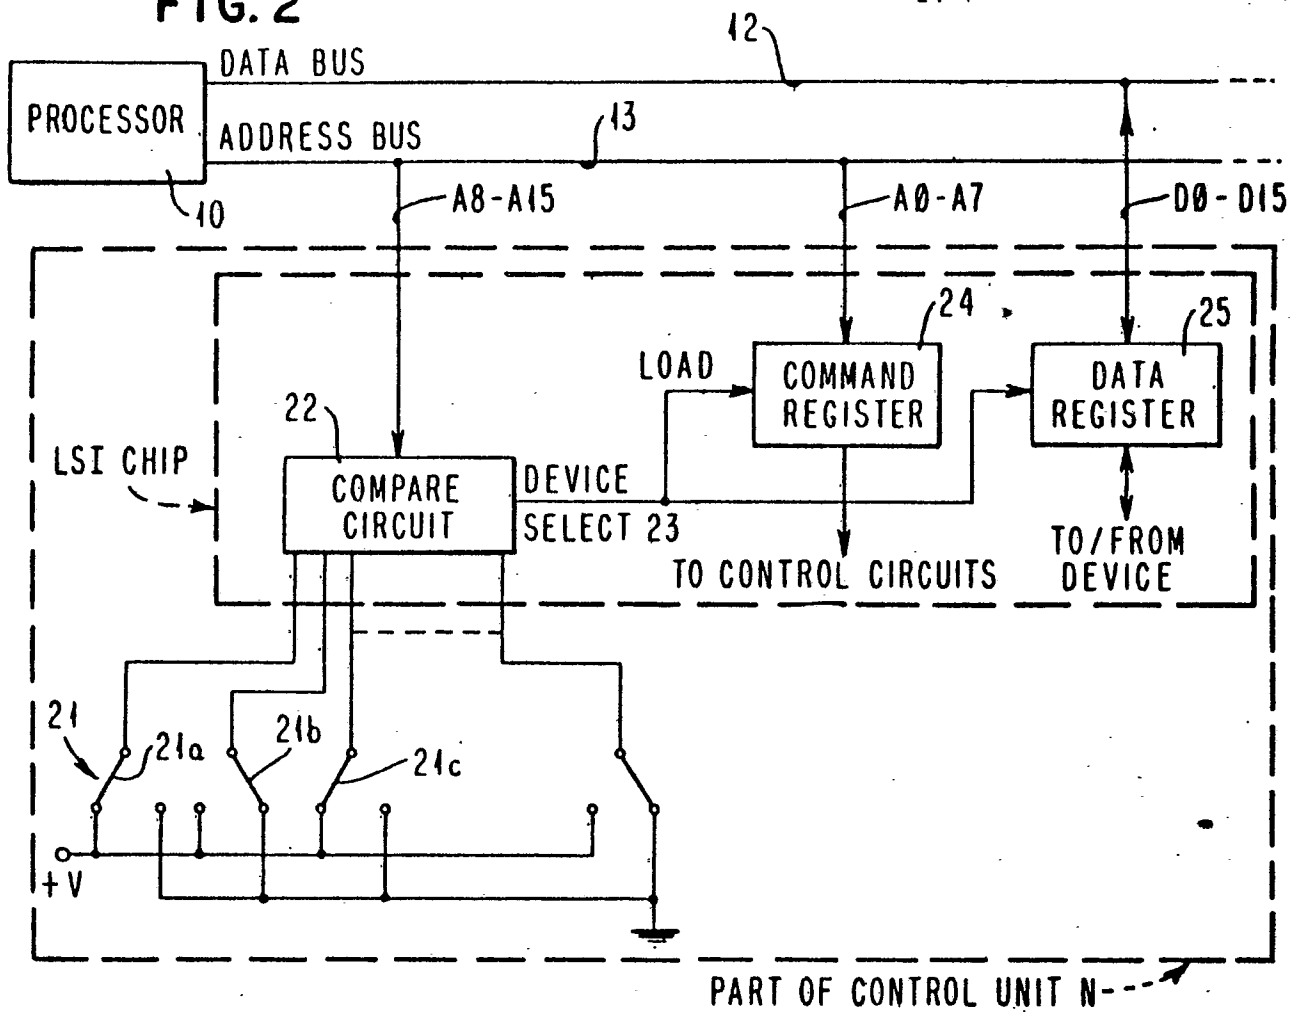 FIG. 2
12
DATA BUS
PROCESSOR
ADDRESS BUS
13
10
A8-A15
A0-A7
D0-D15
24
25
LOAD
COMMAND
REGISTER
DATA
REGISTER
22
LSI CHIP
COMPARE
CIRCUIT
DEVICE
SELECT 23
TO CONTROL CIRCUITS
TO/FROM
DEVICE
21
21a
21b
21c
+V
PART OF CONTROL UNIT N